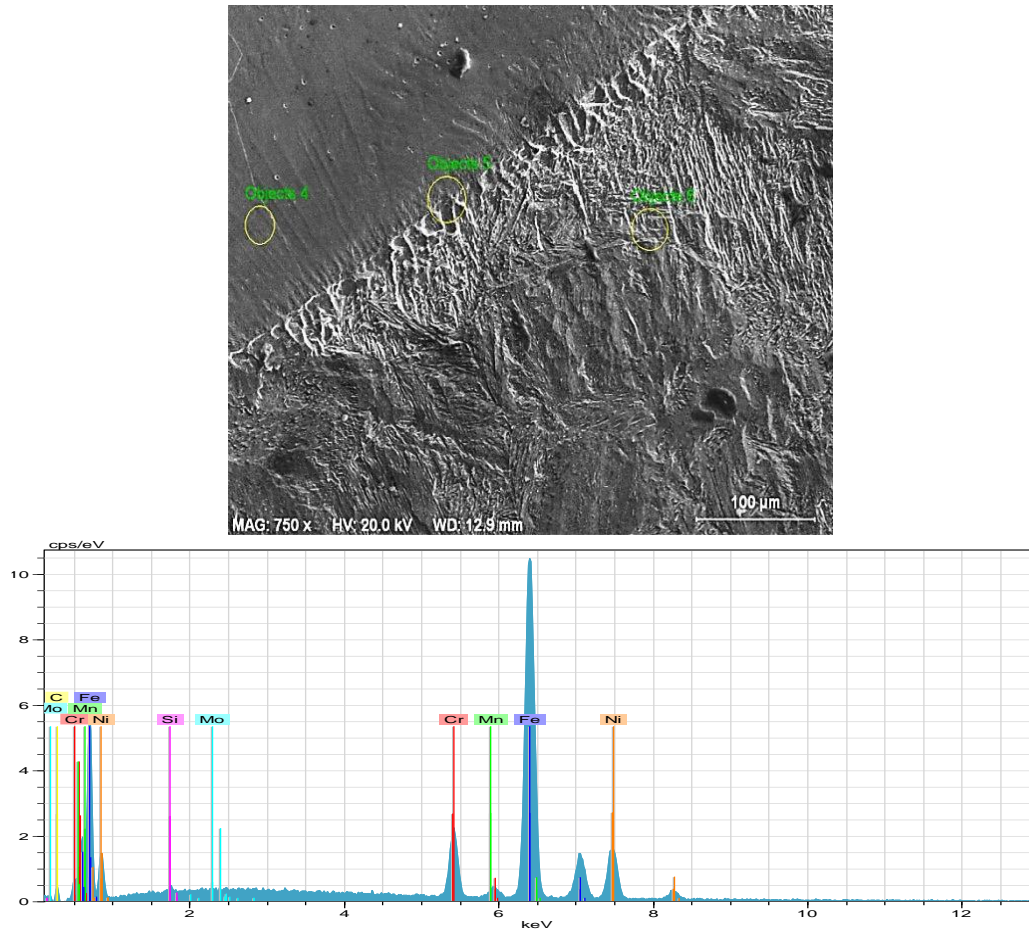 Objects 3
Objects 4
Objects 6
100 µm
MAG: 750 x HV: 20.0 kV WD: 12.9 mm
cps/eV
10
8
6
4
2
0
C Fe
Mo Mn
Cr Ni Si Mo Cr Mn Fe Ni
2 4 6 8 10 12
keV